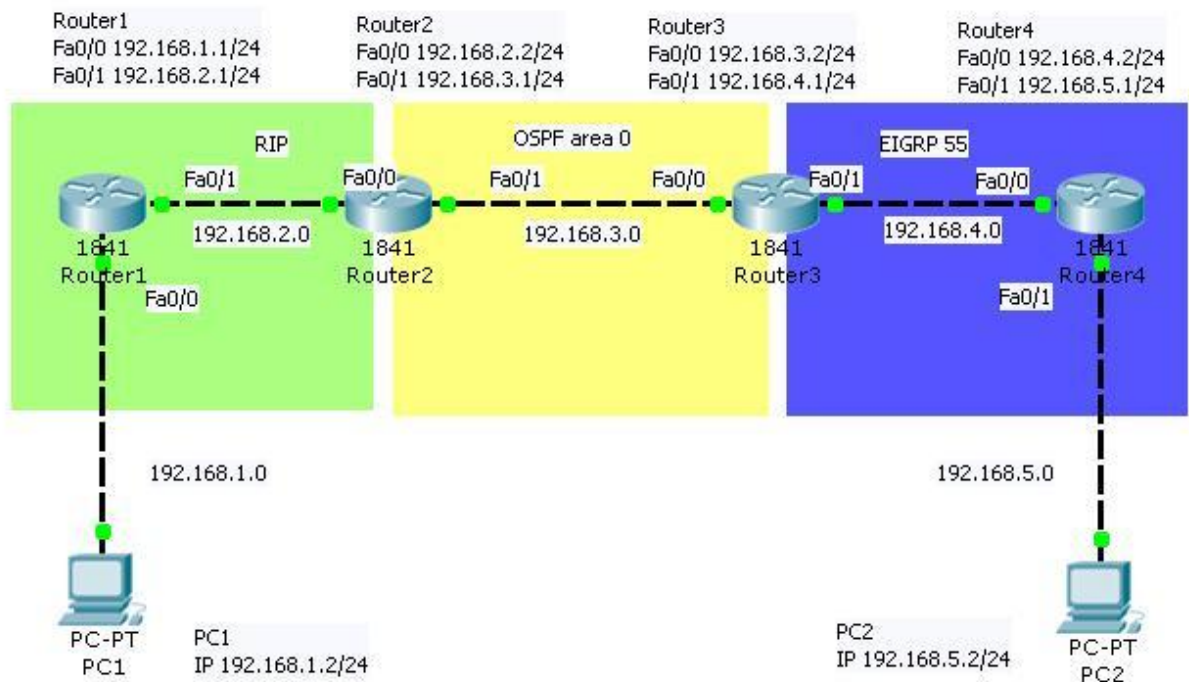 Router1
Fa0/0 192.168.1.1/24
Fa0/1 192.168.2.1/24
Router2
Fa0/0 192.168.2.2/24
Fa0/1 192.168.3.1/24
Router3
Fa0/0 192.168.3.2/24
Fa0/1 192.168.4.1/24
Router4
Fa0/0 192.168.4.2/24
Fa0/1 192.168.5.1/24
RIP
OSPF area 0
EIGRP 55
Fa0/1
Fa0/0
Fa0/1
Fa0/0
Fa0/1
Fa0/0
192.168.2.0
192.168.3.0
192.168.4.0
1841
Router1
1841
Router2
1841
Router3
1841
Router4
Fa0/0
Fa0/1
192.168.1.0
192.168.5.0
PC-PT
PC1
PC1
IP 192.168.1.2/24
PC2
IP 192.168.5.2/24
PC-PT
PC2